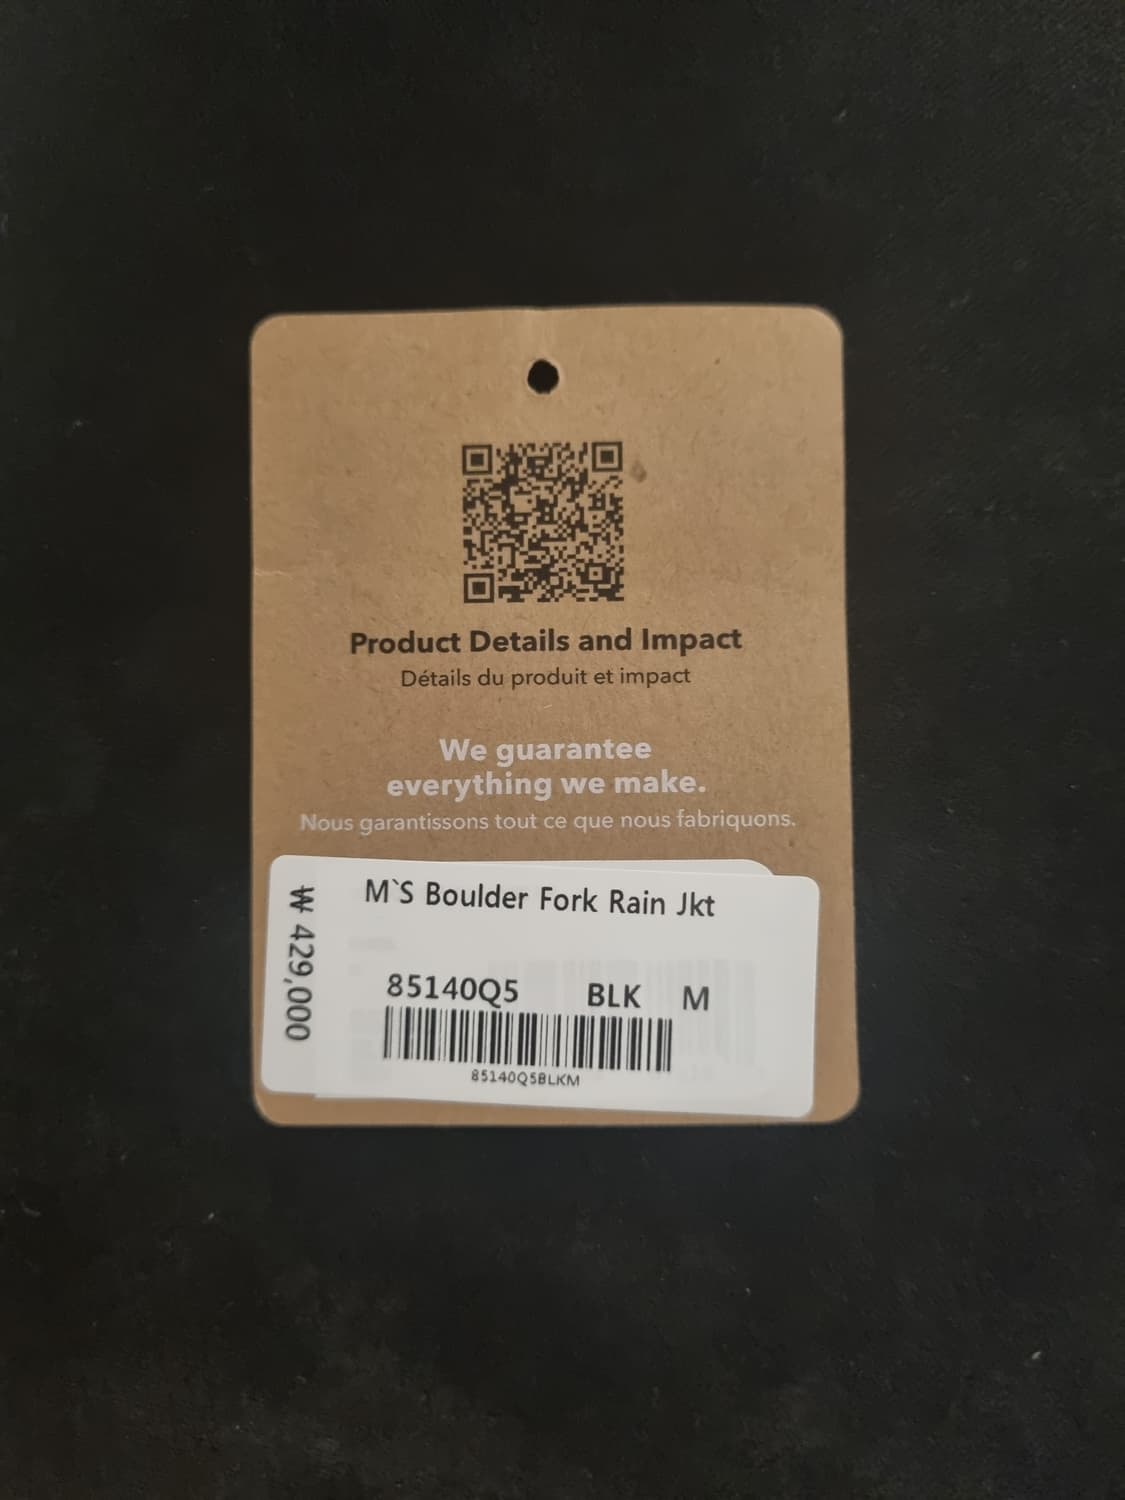 Product Details and Impact
Détails du produit et impact
We guarantee
everything we make.
Nous garantissons tout ce que nous fabriquons.
M`S Boulder Fork Rain Jkt
₩ 429,000
85140Q5 BLK M
85140Q5BLKM